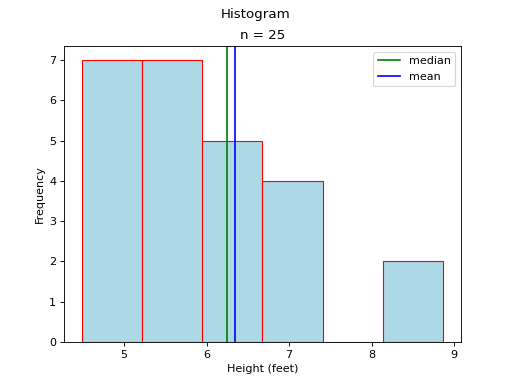 Histogram
n = 25
median
mean
7
6
5
4
3
2
1
0
Frequency
5
6
7
8
9
Height (feet)